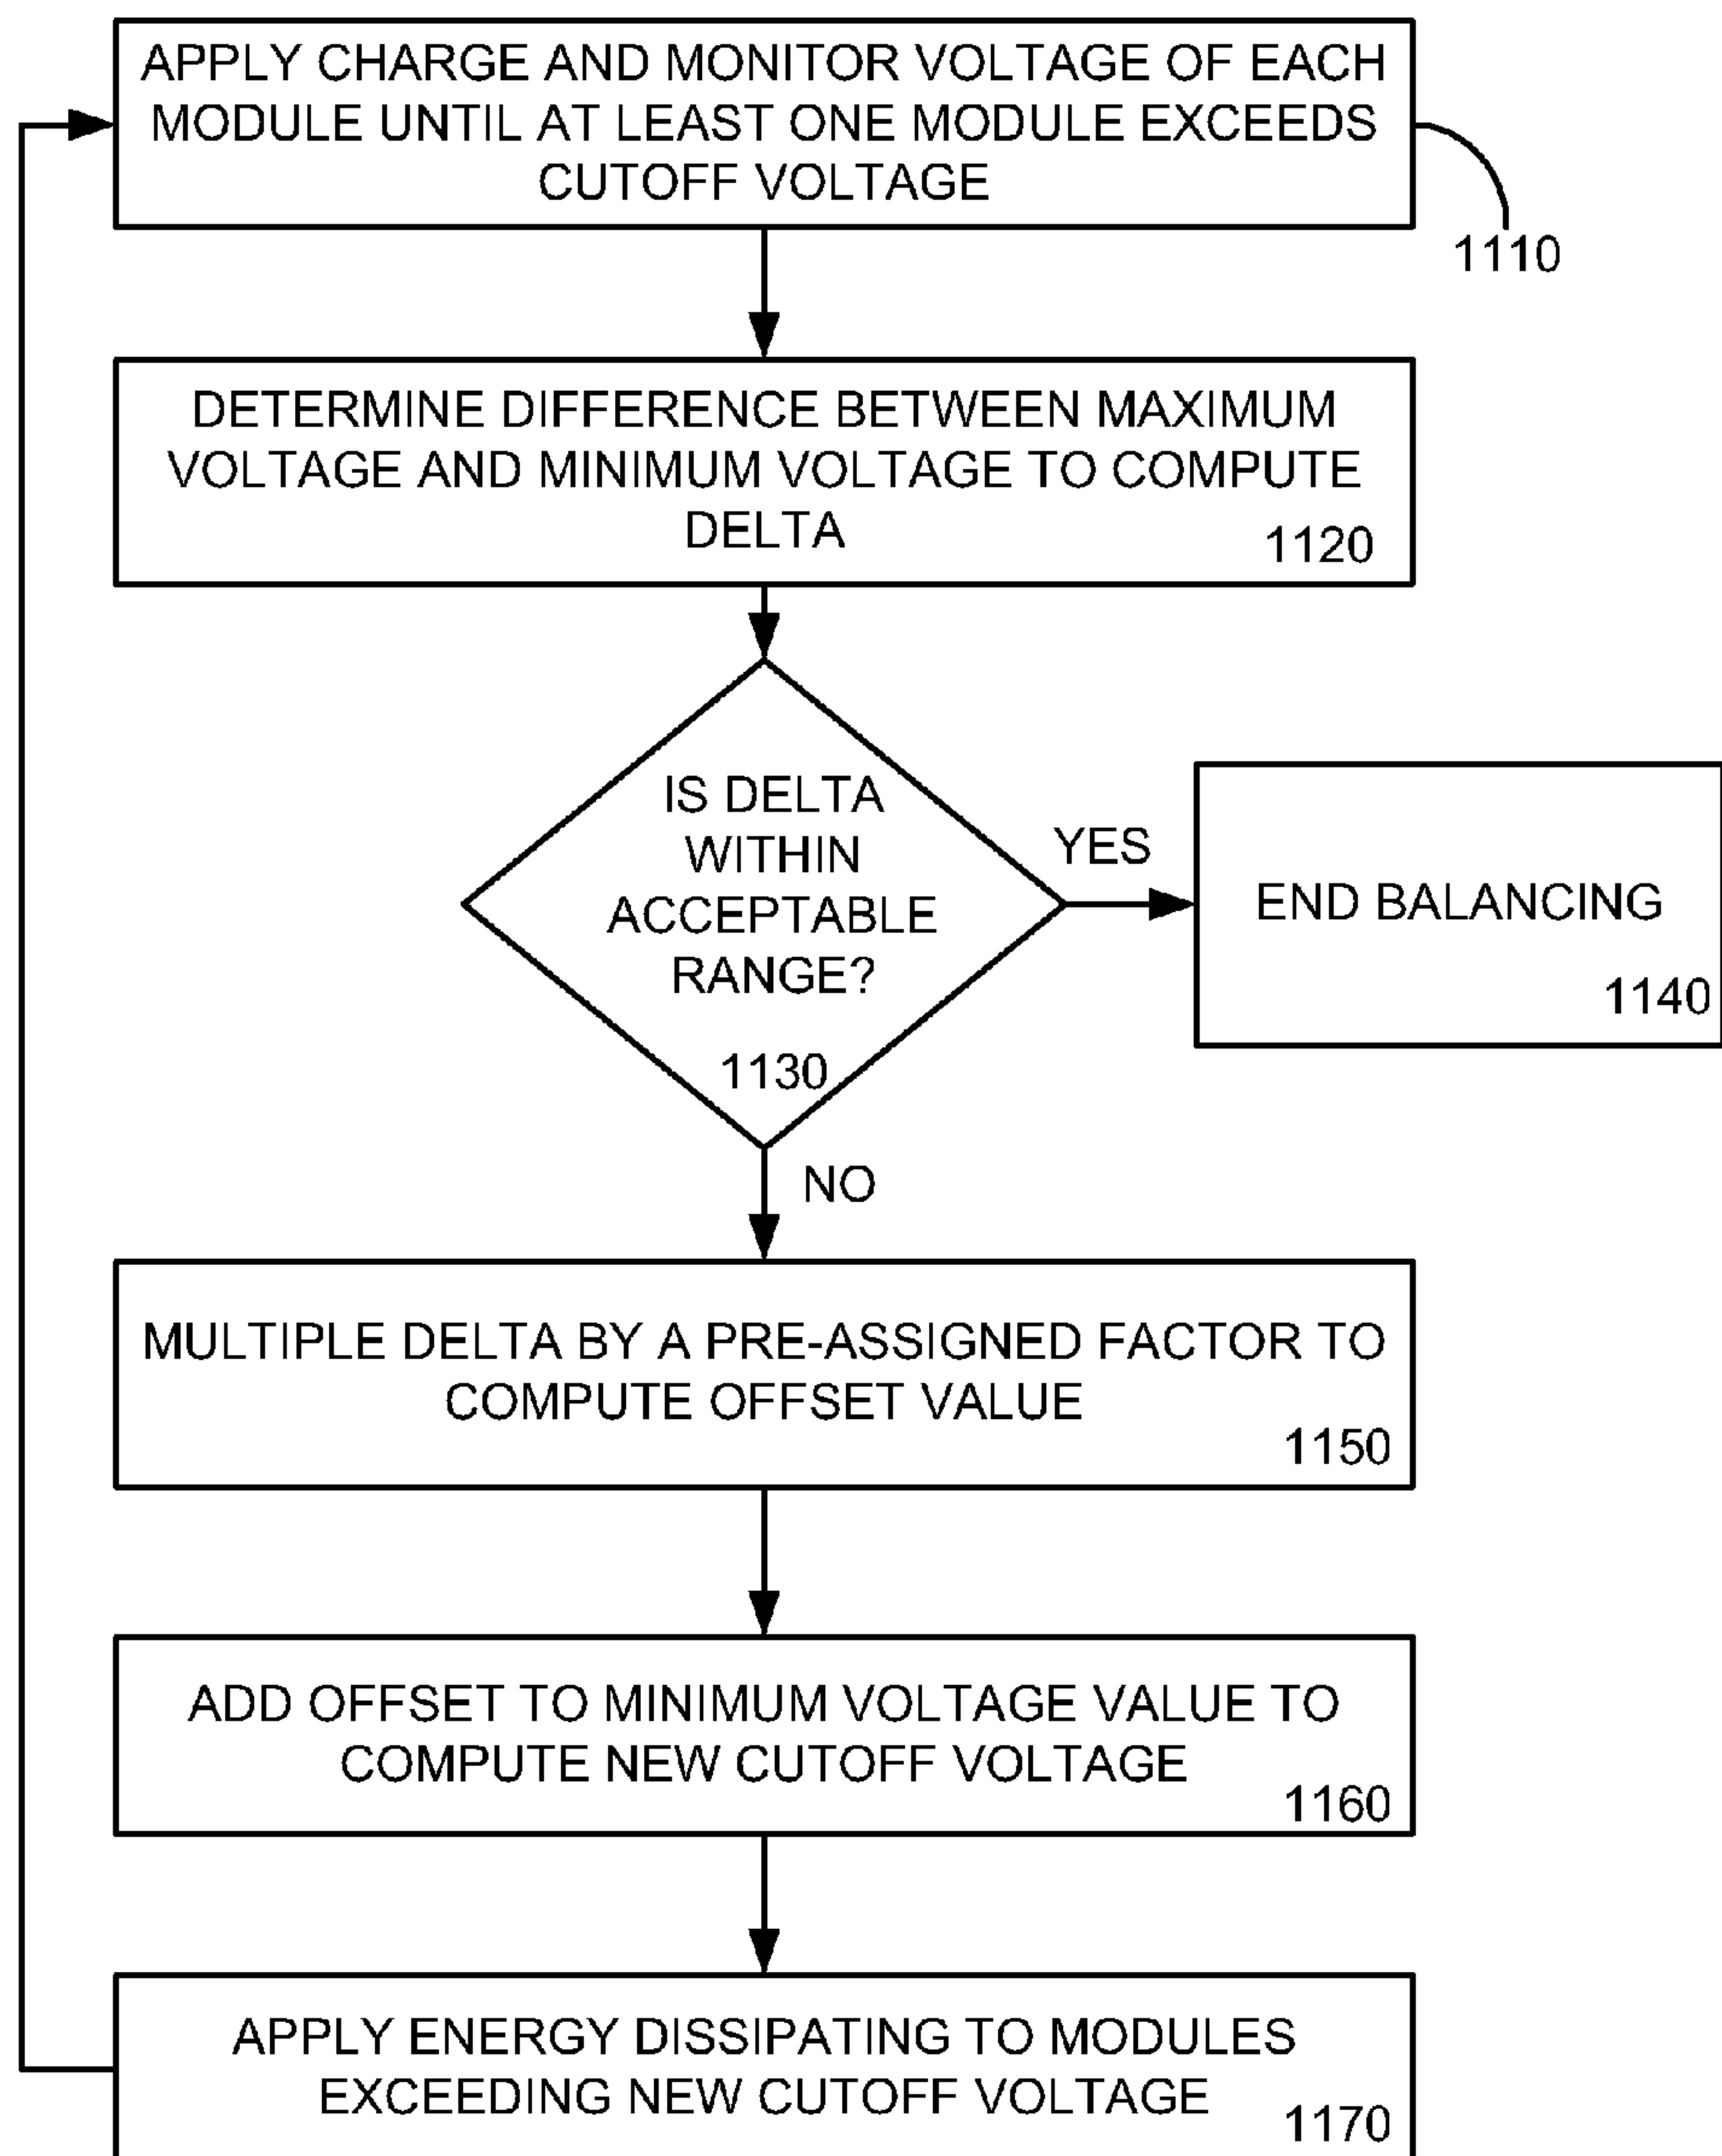 APPLY CHARGE AND MONITOR VOLTAGE OF EACH
MODULE UNTIL AT LEAST ONE MODULE EXCEEDS
CUTOFF VOLTAGE
1110
DETERMINE DIFFERENCE BETWEEN MAXIMUM
VOLTAGE AND MINIMUM VOLTAGE TO COMPUTE
DELTA
1120
IS DELTA
WITHIN
ACCEPTABLE
RANGE?
1130
YES
END BALANCING
1140
NO
MULTIPLE DELTA BY A PRE-ASSIGNED FACTOR TO
COMPUTE OFFSET VALUE
1150
ADD OFFSET TO MINIMUM VOLTAGE VALUE TO
COMPUTE NEW CUTOFF VOLTAGE
1160
APPLY ENERGY DISSIPATING TO MODULES
EXCEEDING NEW CUTOFF VOLTAGE
1170